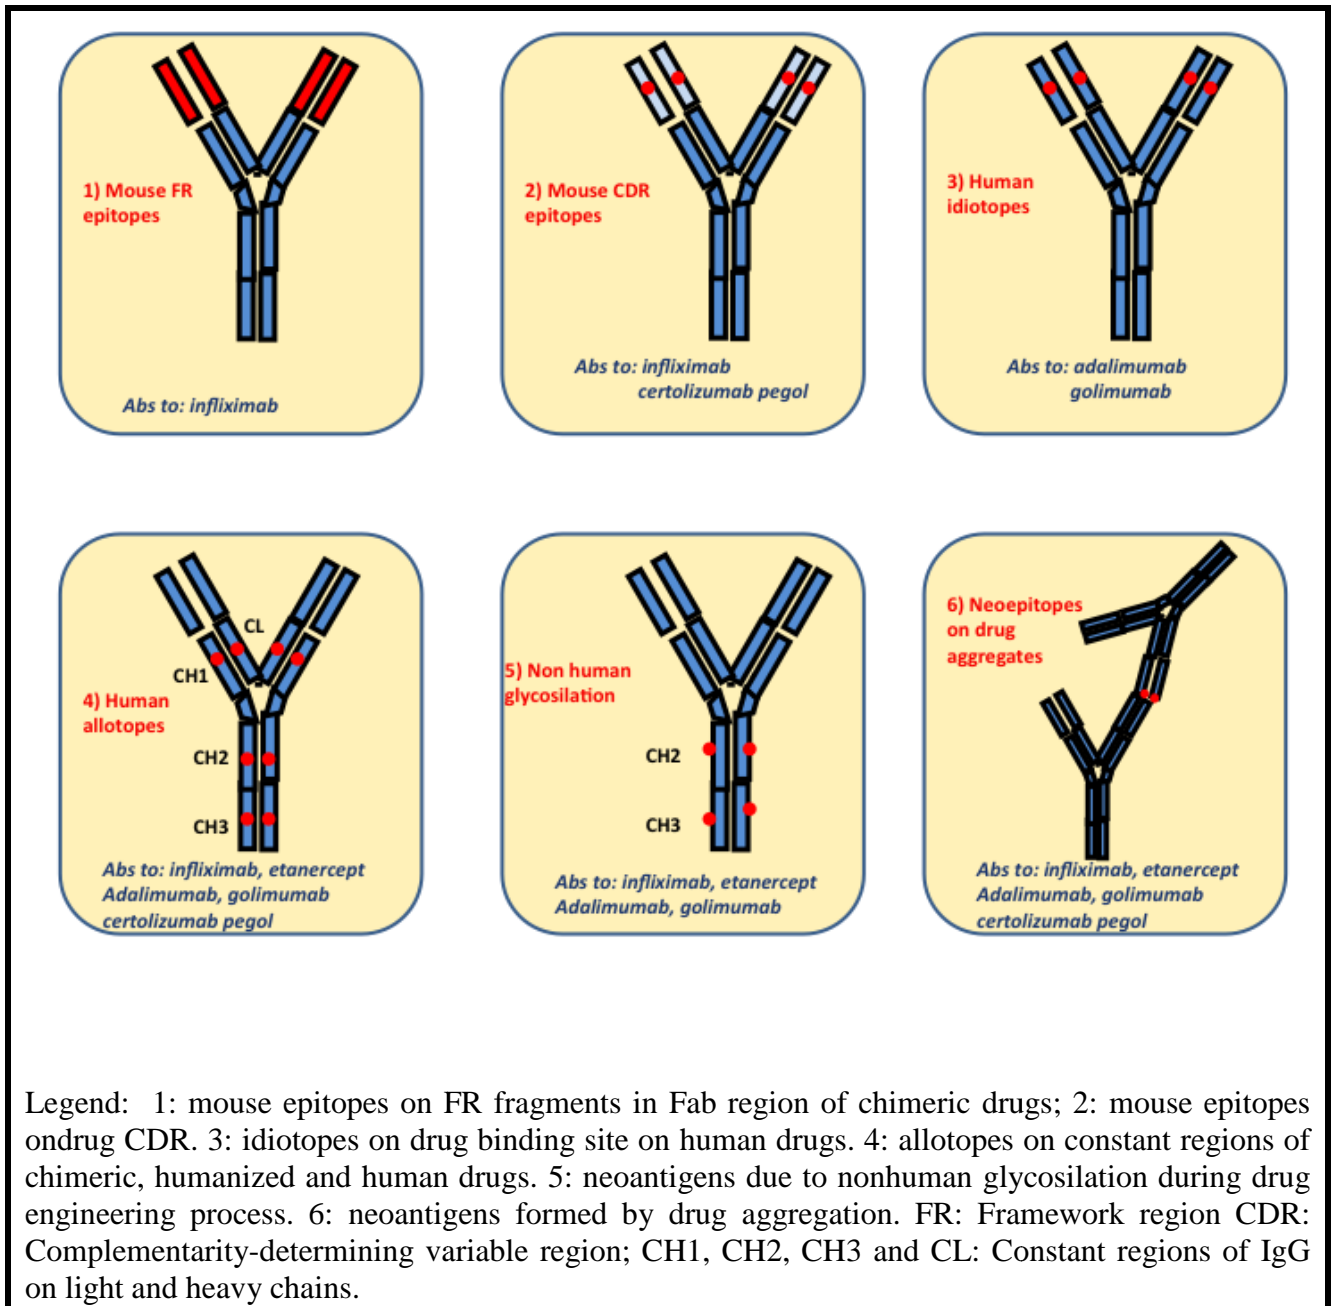 1) Mouse FR
epitopes
Abs to: infliximab
2) Mouse CDR
epitopes
Abs to: infliximab
certolizumab pegol
3) Human
idiotopes
Abs to: adalimumab
golimumab
CL
CH1
4) Human
allotopes
CH2
CH3
Abs to: infliximab, etanercept
Adalimumab, golimumab
certolizumab pegol
5) Non human
glycosilation
CH2
CH3
Abs to: infliximab, etanercept
Adalimumab, golimumab
6) Neoepitopes
on drug
aggregates
Abs to: infliximab, etanercept
Adalimumab, golimumab
certolizumab pegol
Legend: 1: mouse epitopes on FR fragments in Fab region of chimeric drugs; 2: mouse epitopes
ondrug CDR. 3: idiotopes on drug binding site on human drugs. 4: allotopes on constant regions of
chimeric, humanized and human drugs. 5: neoantigens due to nonhuman glycosilation during drug
engineering process. 6: neoantigens formed by drug aggregation. FR: Framework region CDR:
Complementarity-determining variable region; CH1, CH2, CH3 and CL: Constant regions of IgG
on light and heavy chains.